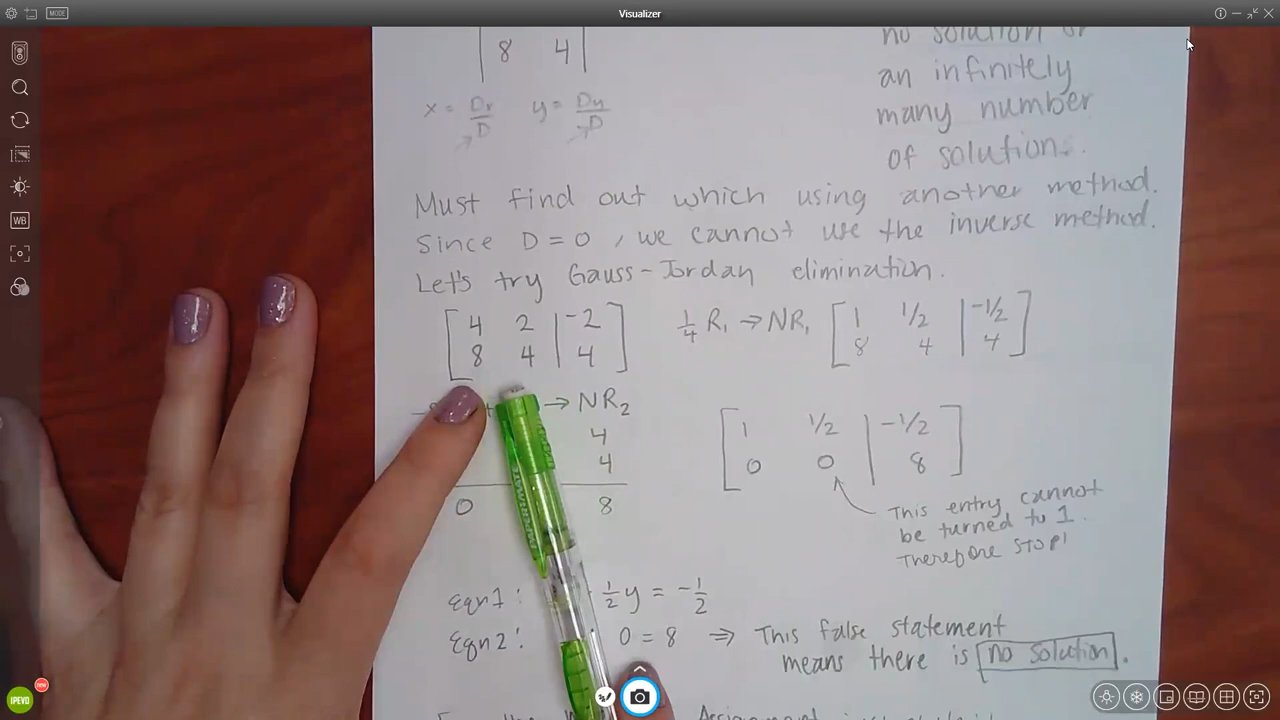 MODE
Visualizer
8 4
x = Dx/D y = Dy/D
no solution or
an infinitely
many number
of solution.
Must find out which using another method.
Since D = 0, we cannot use the inverse method.
Let's try Gauss-Jordan elimination.
[ 4 2 | -2 ]
[ 8 4 | 4 ]
1/4 R1 → NR1
[ 1 1/2 | -1/2 ]
[ 8 4 | 4 ]
→ NR2
4
4
0 8
[ 1 1/2 | -1/2 ]
[ 0 0 | 8 ]
This entry cannot
be turned to 1.
Therefore STOP!
Eqn1: 1/2 y = -1/2
Eqn2: 0 = 8 ⇒ This false statement
means there is no solution.
IPEVO
new